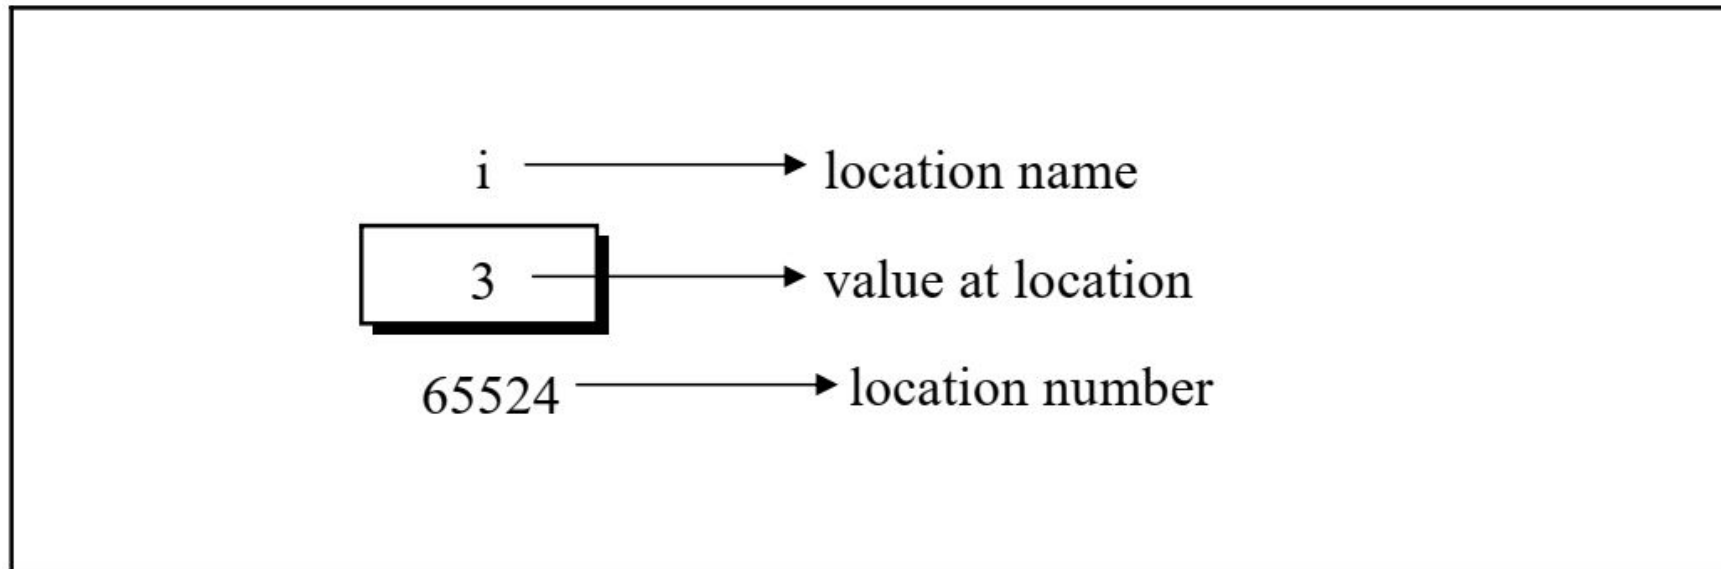 i location name
3 value at location
65524 location number